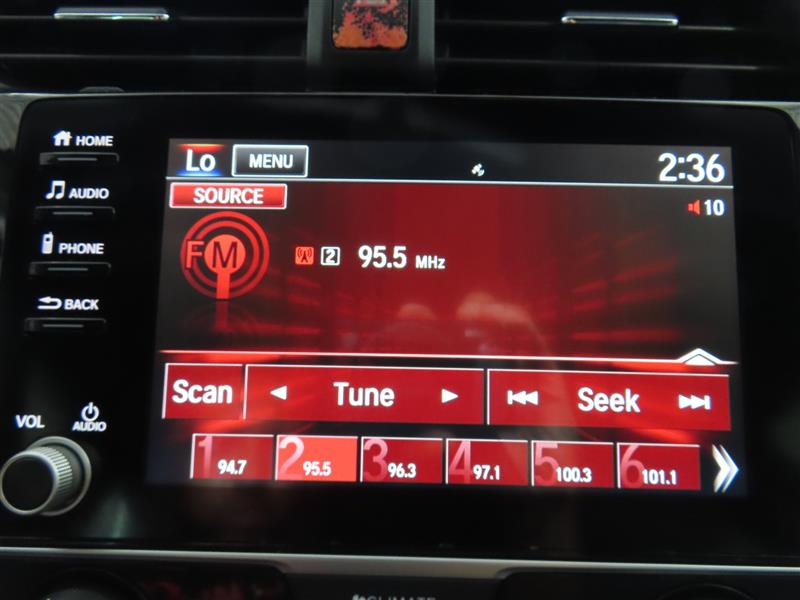 HOME
AUDIO
PHONE
BACK
VOL
AUDIO
Lo MENU 2:36
SOURCE 10
FM 2 95.5 MHz
Scan Tune Seek
1 94.7 2 95.5 3 96.3 4 97.1 5 100.3 6 101.1
CLIMATE